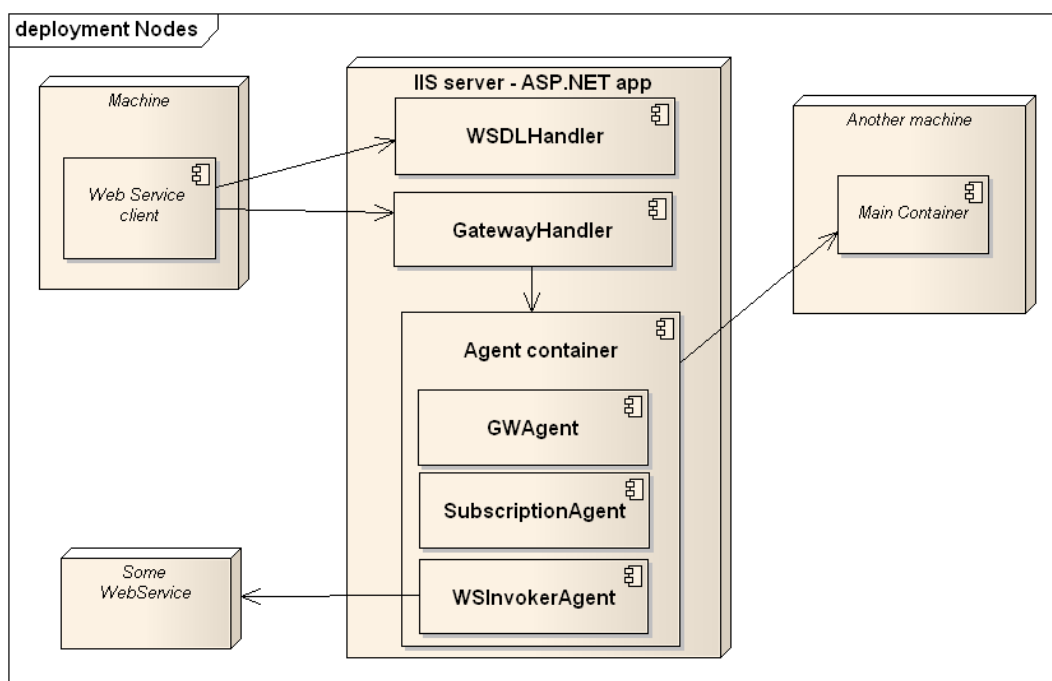 deployment Nodes
Machine
Web Service
client
IIS server - ASP.NET app
WSDLHandler
GatewayHandler
Agent container
GWAgent
SubscriptionAgent
WSInvokerAgent
Another machine
Main Container
Some
WebService